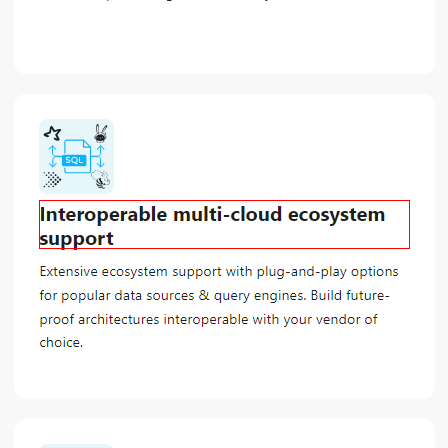 SQL
Interoperable multi-cloud ecosystem
support
Extensive ecosystem support with plug-and-play options
for popular data sources & query engines. Build future-
proof architectures interoperable with your vendor of
choice.